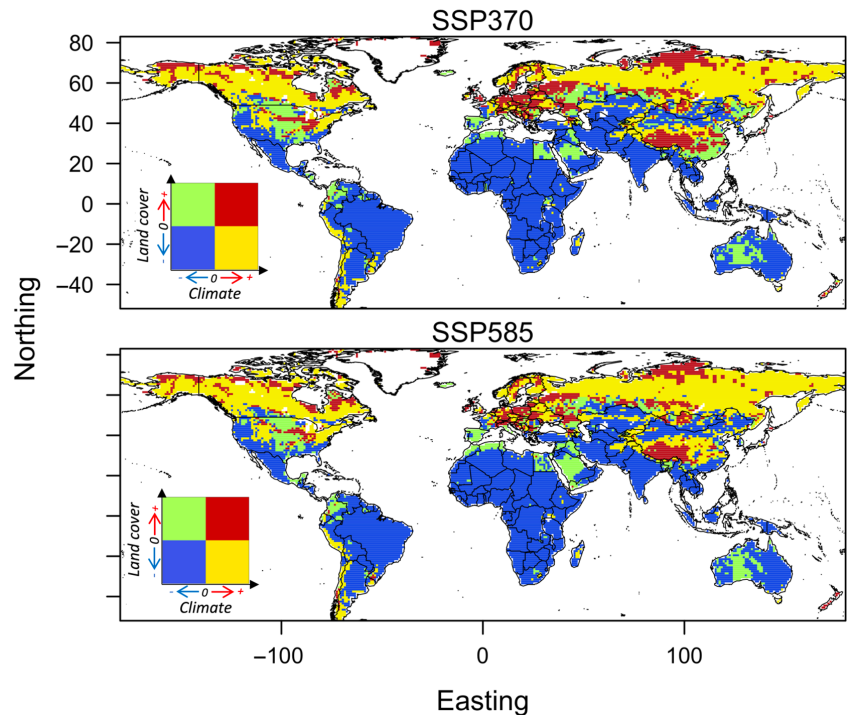 SSP370
80
60
40
20
0
−20
−40
Land cover
- 0 +
- 0 +
Climate
SSP585
Land cover
- 0 +
- 0 +
Climate
Northing
−100 0 100
Easting